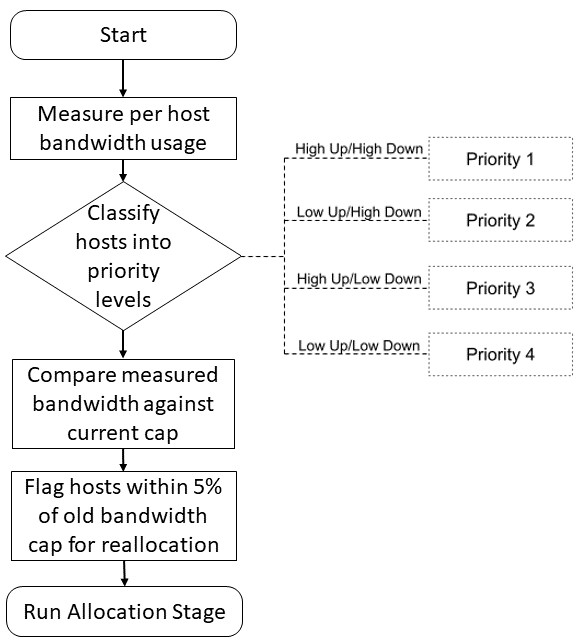 Start
Measure per host
bandwidth usage
Classify
hosts into
priority
levels
High Up/High Down
Priority 1
Low Up/High Down
Priority 2
High Up/Low Down
Priority 3
Low Up/Low Down
Priority 4
Compare measured
bandwidth against
current cap
Flag hosts within 5%
of old bandwidth
cap for reallocation
Run Allocation Stage